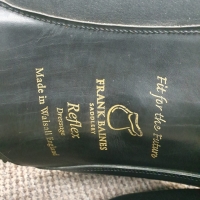 Fit for the Future
FRANK BAINES
SADDLERY
Reflex
Dressage
Made in Walsall England